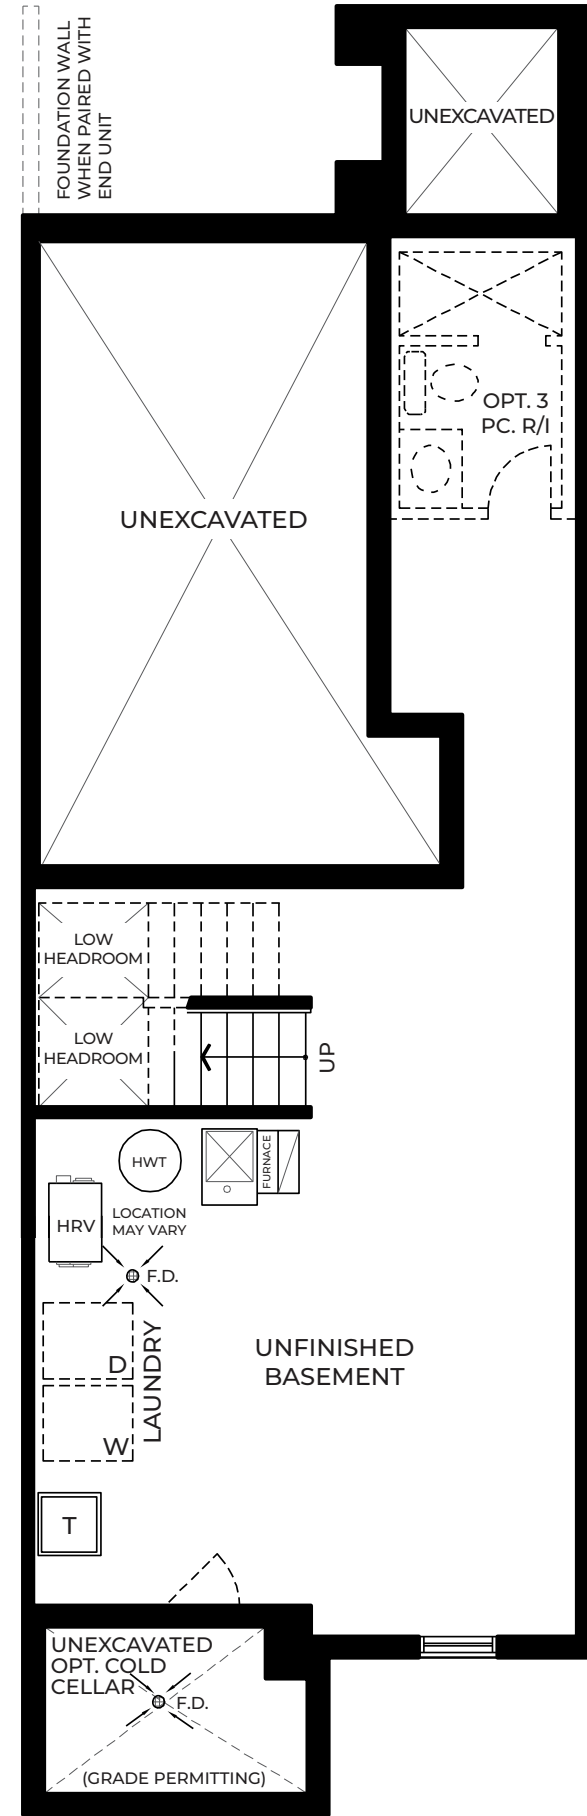 FOUNDATION WALL
WHEN PAIRED WITH
END UNIT
UNEXCAVATED
OPT. 3
PC. R/I
UNEXCAVATED
LOW
HEADROOM
LOW
HEADROOM
UP
HWT
FURNACE
HRV
LOCATION
MAY VARY
F.D.
LAUNDRY
D
W
UNFINISHED
BASEMENT
T
UNEXCAVATED
OPT. COLD
CELLAR
F.D.
(GRADE PERMITTING)